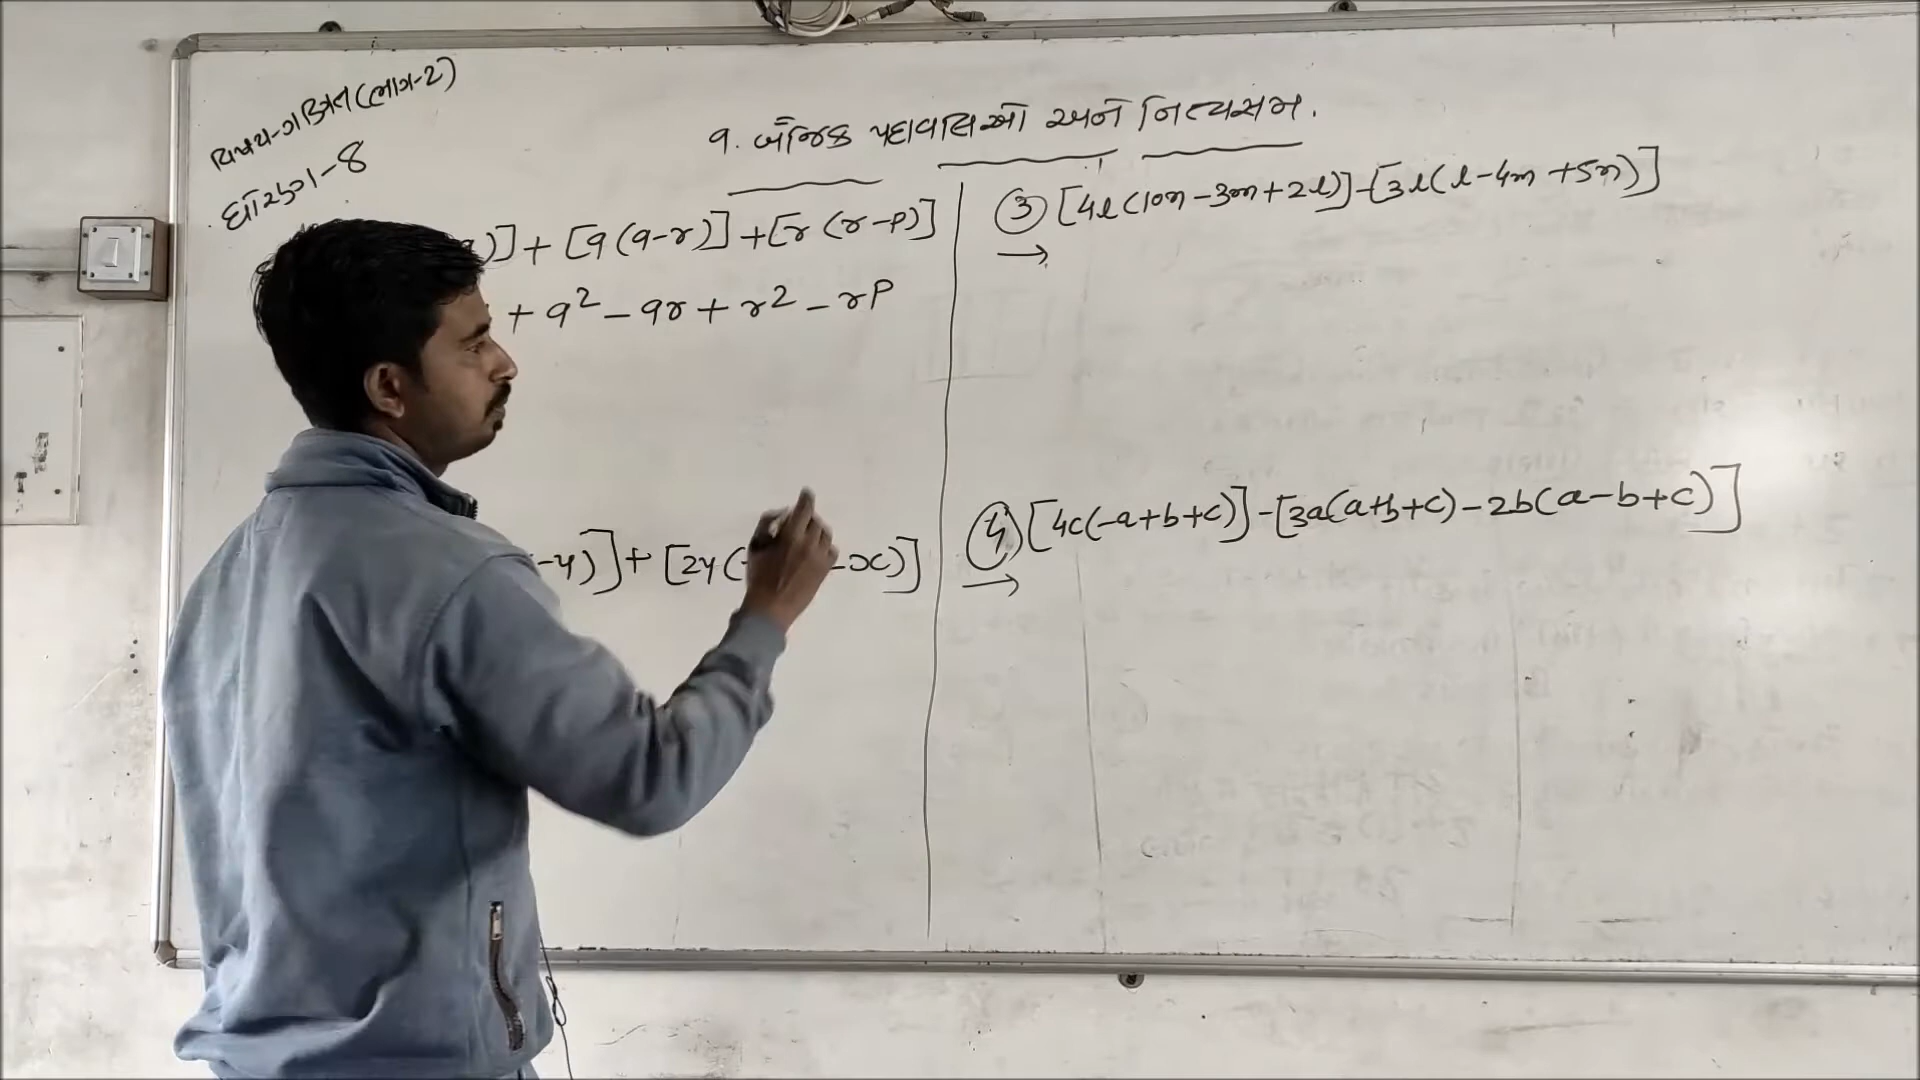 વિષય-ગણિત (ભાગ-2)
ધોરણ-8
9. બૈજિક પદાવલિઓ અને નિત્યસમ.
)]+[q(q-r)]+[r(r-p)]
+ q² - qr + r² - rp
-y)]+[2y( -x)]
③ [4l(10n-3m+2l)]-[3l(l-4m+5n)]
→
④ [4c(-a+b+c)]-[3a(a+b+c)-2b(a-b+c)]
→